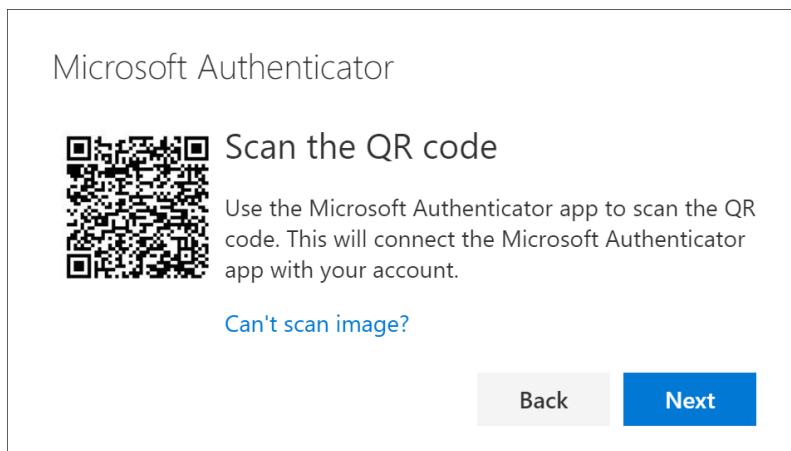 Microsoft Authenticator
Scan the QR code
Use the Microsoft Authenticator app to scan the QR
code. This will connect the Microsoft Authenticator
app with your account.
Can't scan image?
Back
Next